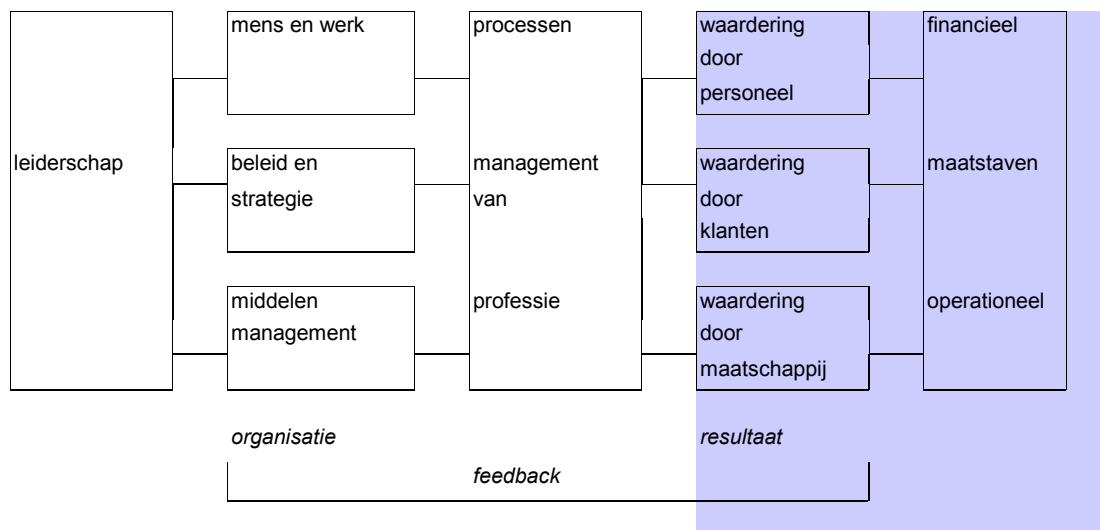 leiderschap
mens en werk
beleid en
strategie
middelen
management
processen
management
van
professie
waardering
door
personeel
waardering
door
klanten
waardering
door
maatschappij
financieel
maatstaven
operationeel
organisatie
resultaat
feedback